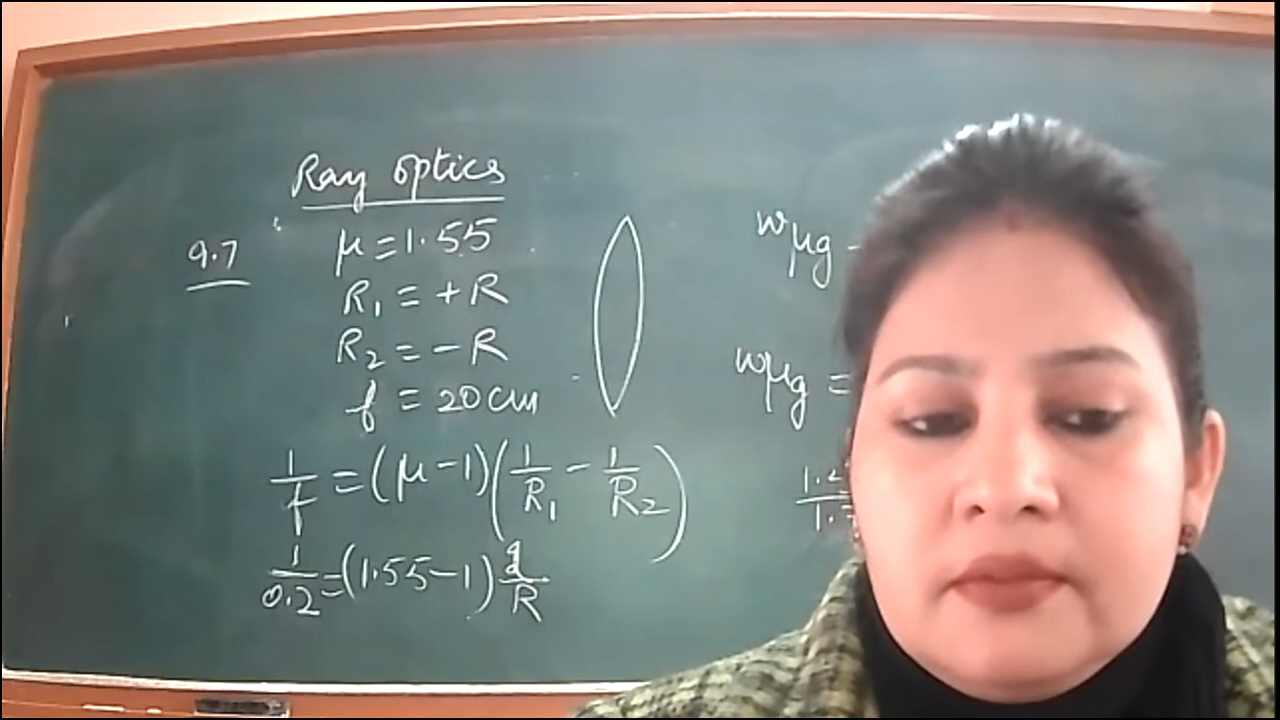 Ray optics
9.7
μ = 1.55
R₁ = +R
R₂ = -R
f = 20 cm
1/f = (μ - 1)(1/R₁ - 1/R₂)
1/0.2 = (1.55 - 1) 2/R
wμg
wμg =